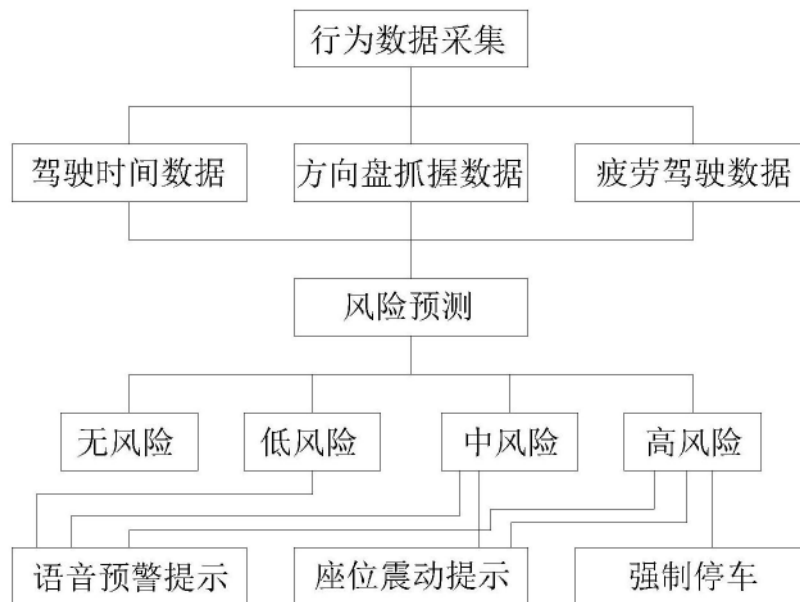 行为数据采集
驾驶时间数据
方向盘抓握数据
疲劳驾驶数据
风险预测
无风险
低风险
中风险
高风险
语音预警提示
座位震动提示
强制停车